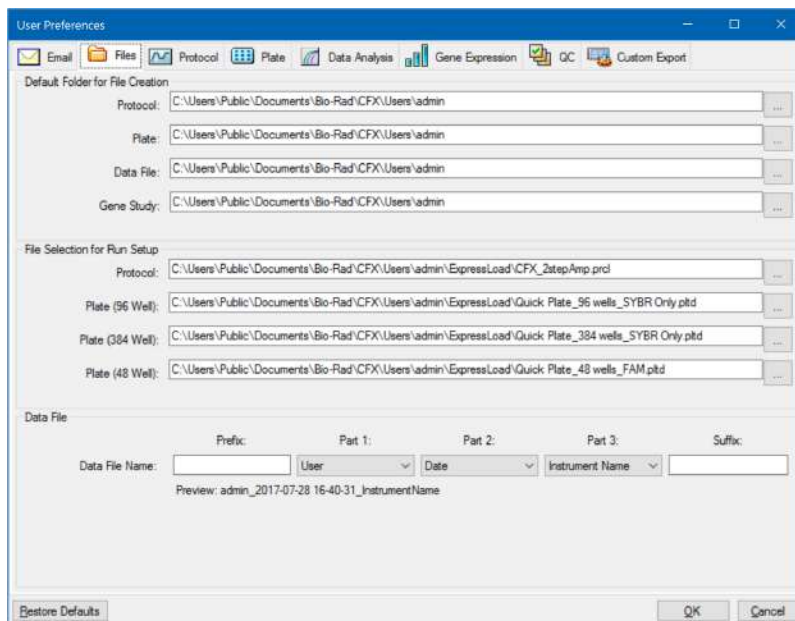 User Preferences
Email Files Protocol Plate Data Analysis Gene Expression QC Custom Export
Default Folder for File Creation
Protocol: C:\Users\Public\Documents\Bio-Rad\CFX\Users\admin ...
Plate: C:\Users\Public\Documents\Bio-Rad\CFX\Users\admin ...
Data File: C:\Users\Public\Documents\Bio-Rad\CFX\Users\admin ...
Gene Study: C:\Users\Public\Documents\Bio-Rad\CFX\Users\admin ...
File Selection for Run Setup
Protocol: C:\Users\Public\Documents\Bio-Rad\CFX\Users\admin\ExpressLoad\CFX_2stepAmp.prcl ...
Plate (96 Well): C:\Users\Public\Documents\Bio-Rad\CFX\Users\admin\ExpressLoad\Quick Plate_96 wells_SYBR Only.pltd ...
Plate (384 Well): C:\Users\Public\Documents\Bio-Rad\CFX\Users\admin\ExpressLoad\Quick Plate_384 wells_SYBR Only.pltd ...
Plate (48 Well): C:\Users\Public\Documents\Bio-Rad\CFX\Users\admin\ExpressLoad\Quick Plate_48 wells_FAM.pltd ...
Data File
Prefix: Part 1: Part 2: Part 3: Suffix:
Data File Name: User Date Instrument Name
Preview: admin_2017-07-28 16-40-31_InstrumentName
Restore Defaults OK Cancel